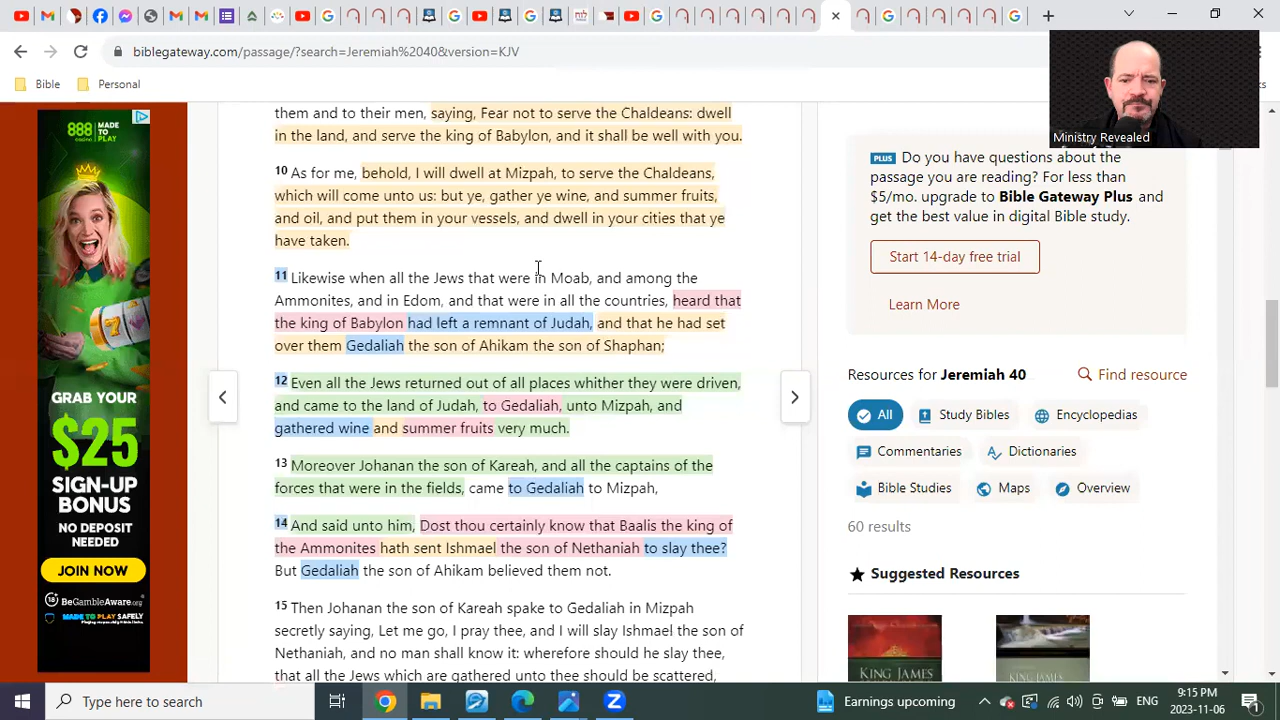 biblegateway.com/passage/?search=Jeremiah%2040&version=KJV
Bible
Personal
Ministry Revealed
them and to their men, saying, Fear not to serve the Chaldeans: dwell
in the land, and serve the king of Babylon, and it shall be well with you.
10 As for me, behold, I will dwell at Mizpah, to serve the Chaldeans,
which will come unto us: but ye, gather ye wine, and summer fruits,
and oil, and put them in your vessels, and dwell in your cities that ye
have taken.
11 Likewise when all the Jews that were in Moab, and among the
Ammonites, and in Edom, and that were in all the countries, heard that
the king of Babylon had left a remnant of Judah, and that he had set
over them Gedaliah the son of Ahikam the son of Shaphan;
12 Even all the Jews returned out of all places whither they were driven,
and came to the land of Judah, to Gedaliah, unto Mizpah, and
gathered wine and summer fruits very much.
13 Moreover Johanan the son of Kareah, and all the captains of the
forces that were in the fields, came to Gedaliah to Mizpah,
14 And said unto him, Dost thou certainly know that Baalis the king of
the Ammonites hath sent Ishmael the son of Nethaniah to slay thee?
But Gedaliah the son of Ahikam believed them not.
15 Then Johanan the son of Kareah spake to Gedaliah in Mizpah
secretly saying, Let me go, I pray thee, and I will slay Ishmael the son of
Nethaniah, and no man shall know it: wherefore should he slay thee,
that all the Jews which are gathered unto thee should be scattered,
888 MADE
casino TO PLAY
GRAB YOUR
$25
SIGN-UP
BONUS
NO DEPOSIT
NEEDED
JOIN NOW
18+ BeGambleAware.org
MADE TO PLAY SAFELY
PLUS Do you have questions about the
passage you are reading? For less than
$5/mo. upgrade to Bible Gateway Plus and
get the best value in digital Bible study.
Start 14-day free trial
Learn More
Resources for Jeremiah 40
Find resource
All
Study Bibles
Encyclopedias
Commentaries
Dictionaries
Bible Studies
Maps
Overview
60 results
Suggested Resources
KING JAMES
KING JAMES
Type here to search
Earnings upcoming
ENG
9:15 PM
2023-11-06